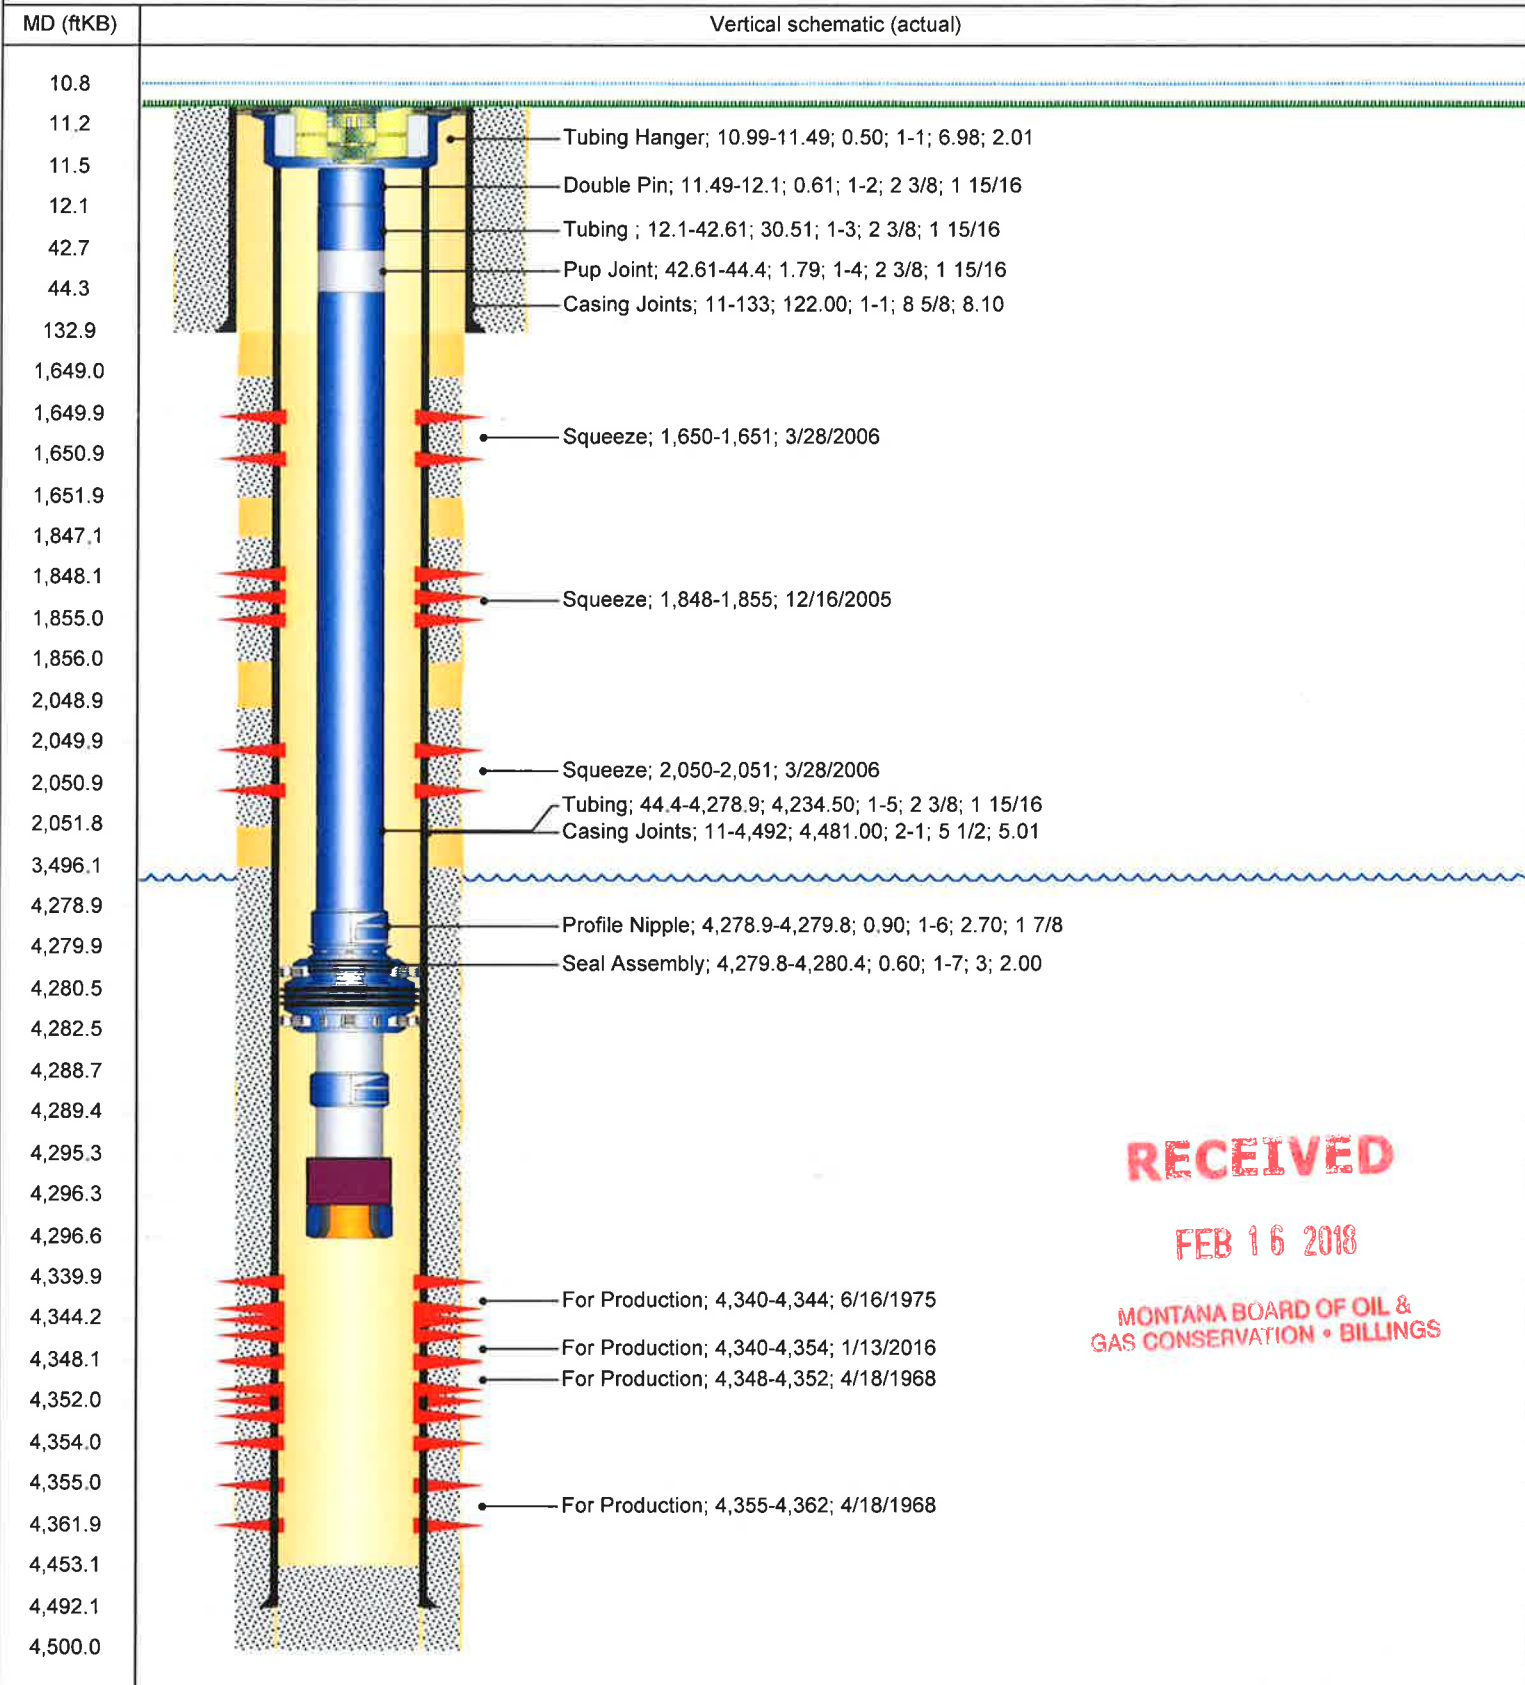 MD (ftKB)
Vertical schematic (actual)
10.8
11.2
11.5
12.1
42.7
44.3
132.9
1,649.0
1,649.9
1,650.9
1,651.9
1,847.1
1,848.1
1,855.0
1,856.0
2,048.9
2,049.9
2,050.9
2,051.8
3,496.1
4,278.9
4,279.9
4,280.5
4,282.5
4,288.7
4,289.4
4,295.3
4,296.3
4,296.6
4,339.9
4,344.2
4,348.1
4,352.0
4,354.0
4,355.0
4,361.9
4,453.1
4,492.1
4,500.0
Tubing Hanger; 10.99-11.49; 0.50; 1-1; 6.98; 2.01
Double Pin; 11.49-12.1; 0.61; 1-2; 2 3/8; 1 15/16
Tubing ; 12.1-42.61; 30.51; 1-3; 2 3/8; 1 15/16
Pup Joint; 42.61-44.4; 1.79; 1-4; 2 3/8; 1 15/16
Casing Joints; 11-133; 122.00; 1-1; 8 5/8; 8.10
Squeeze; 1,650-1,651; 3/28/2006
Squeeze; 1,848-1,855; 12/16/2005
Squeeze; 2,050-2,051; 3/28/2006
Tubing; 44.4-4,278.9; 4,234.50; 1-5; 2 3/8; 1 15/16
Casing Joints; 11-4,492; 4,481.00; 2-1; 5 1/2; 5.01
Profile Nipple; 4,278.9-4,279.8; 0.90; 1-6; 2.70; 1 7/8
Seal Assembly; 4,279.8-4,280.4; 0.60; 1-7; 3; 2.00
For Production; 4,340-4,344; 6/16/1975
For Production; 4,340-4,354; 1/13/2016
For Production; 4,348-4,352; 4/18/1968
For Production; 4,355-4,362; 4/18/1968
RECEIVED
FEB 16 2018
MONTANA BOARD OF OIL &
GAS CONSERVATION • BILLINGS